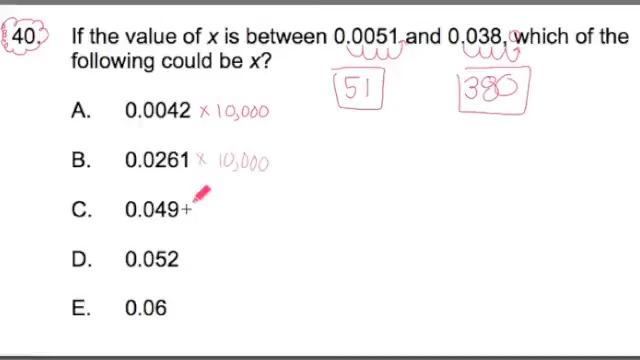 40. If the value of x is between 0.0051 and 0.038, which of the
following could be x?
51 380
A. 0.0042 × 10,000
B. 0.0261 × 10,000
C. 0.049+
D. 0.052
E. 0.06